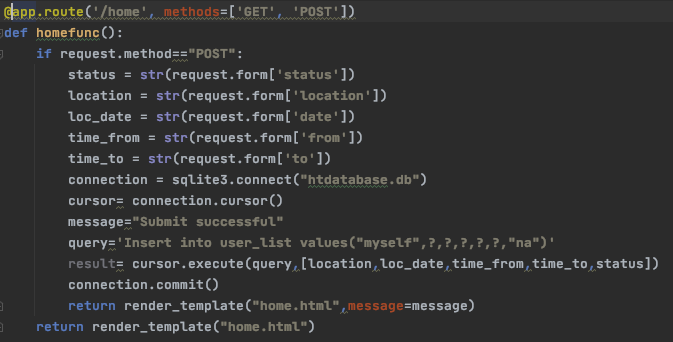 @app.route('/home', methods=['GET', 'POST'])
def homefunc():
    if request.method=="POST":
        status = str(request.form['status'])
        location = str(request.form['location'])
        loc_date = str(request.form['date'])
        time_from = str(request.form['from'])
        time_to = str(request.form['to'])
        connection = sqlite3.connect("htdatabase.db")
        cursor= connection.cursor()
        message="Submit successful"
        query='Insert into user_list values("myself",?,?,?,?,?,"na")'
        result= cursor.execute(query,[location,loc_date,time_from,time_to,status])
        connection.commit()
        return render_template("home.html",message=message)
    return render_template("home.html")